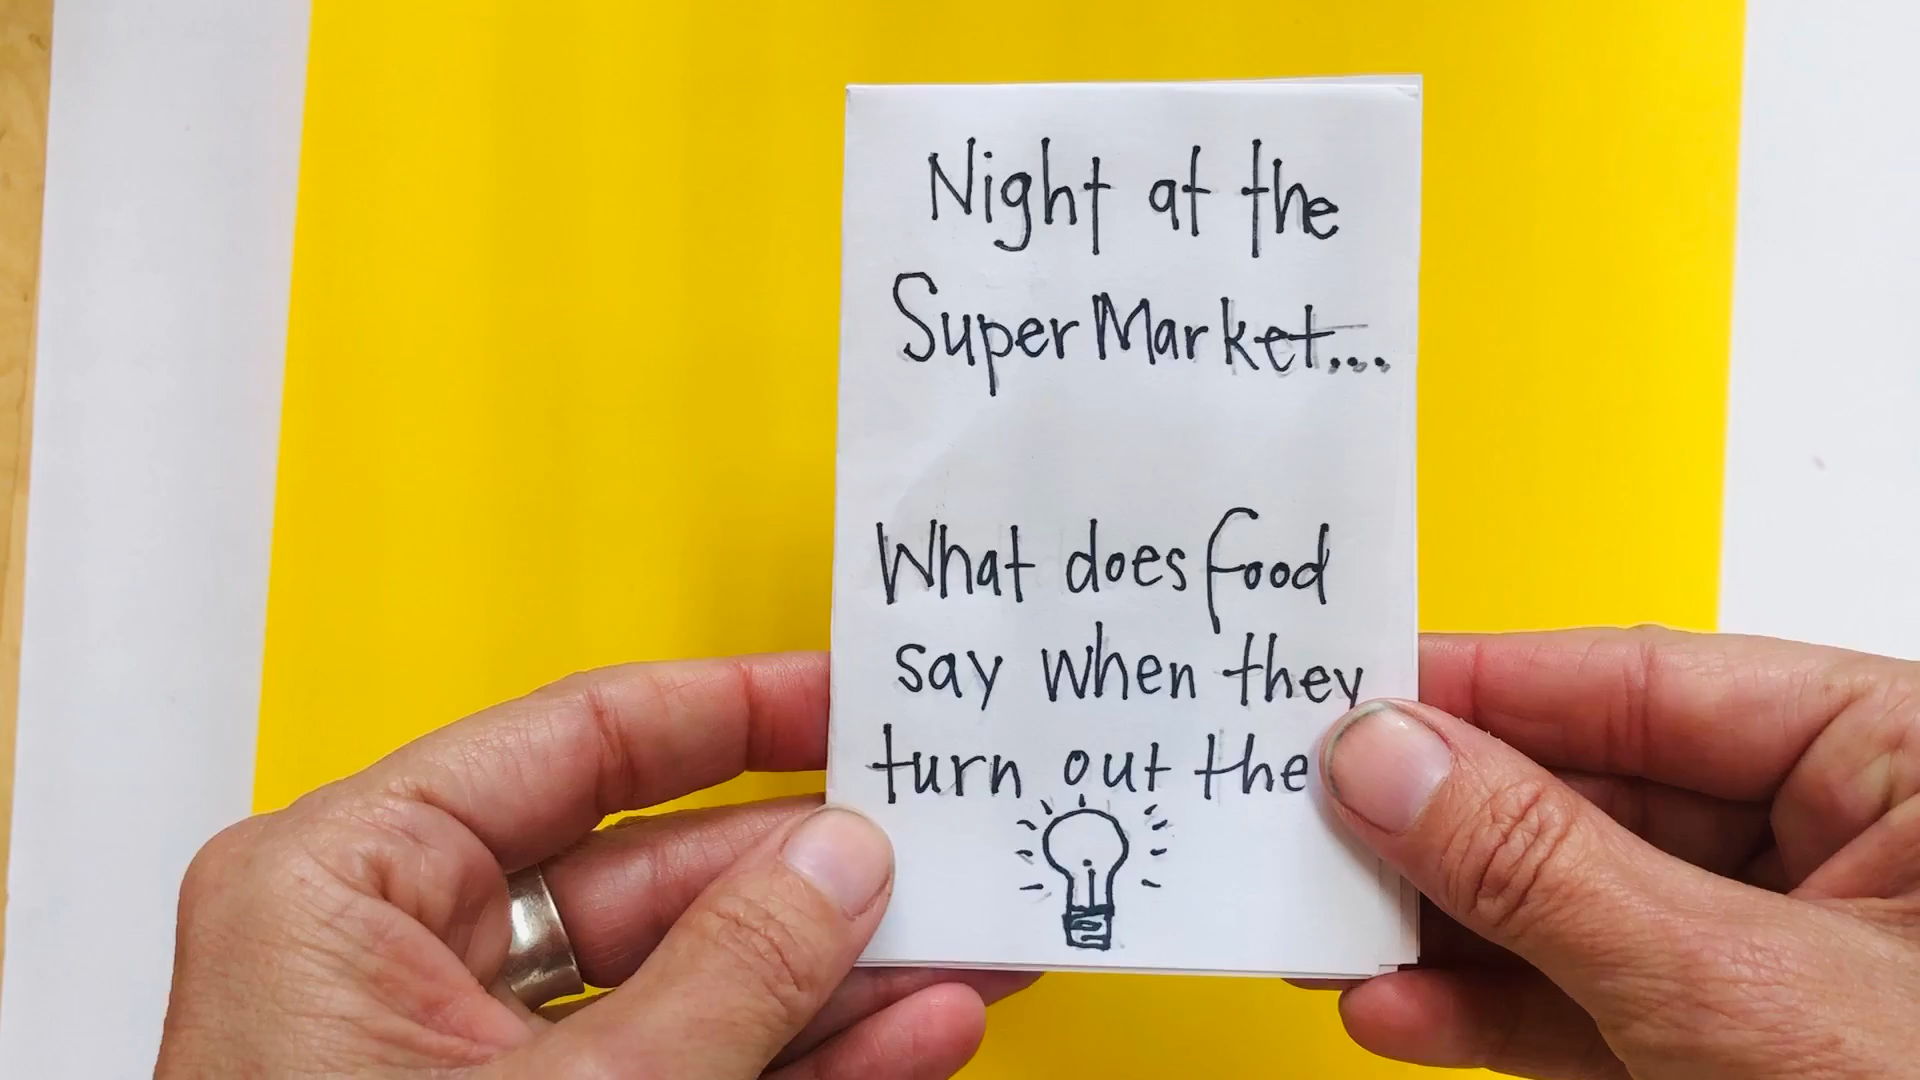 Night at the
SuperMarket...
What does food
say when they
turn out the